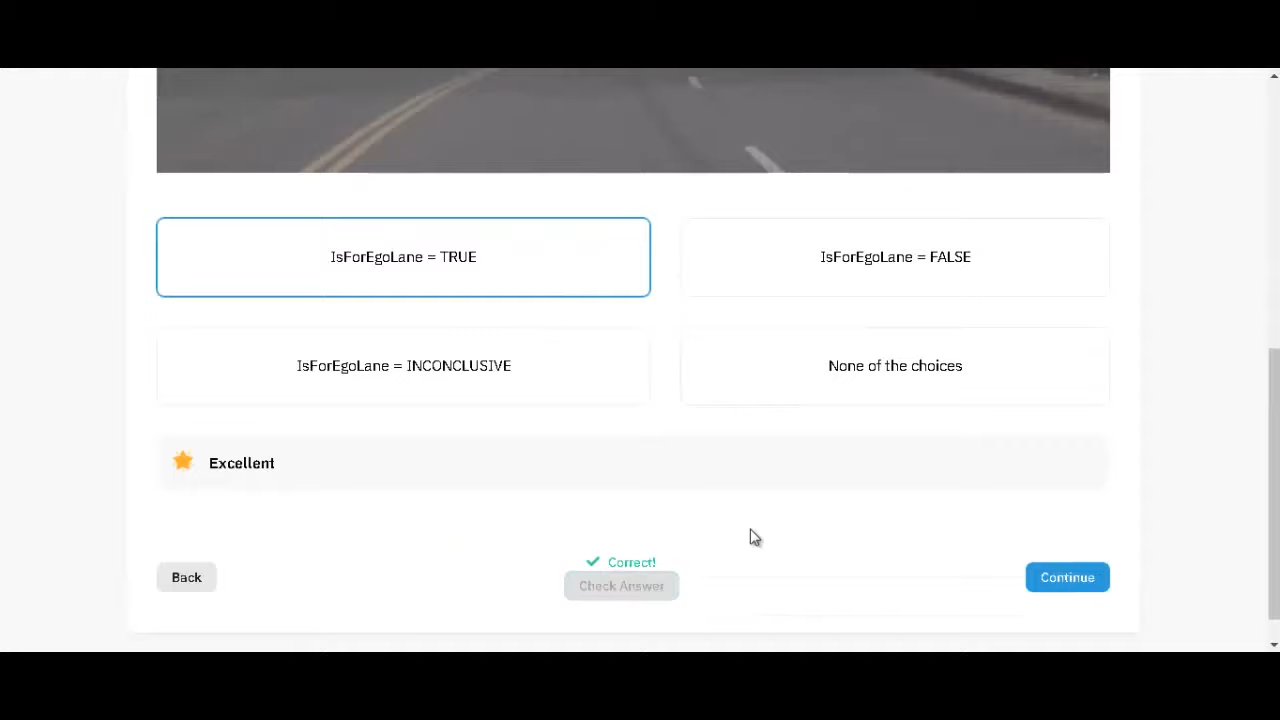 IsForEgoLane = TRUE
IsForEgoLane = FALSE
IsForEgoLane = INCONCLUSIVE
None of the choices
Excellent
Correct!
Back
Check Answer
Continue